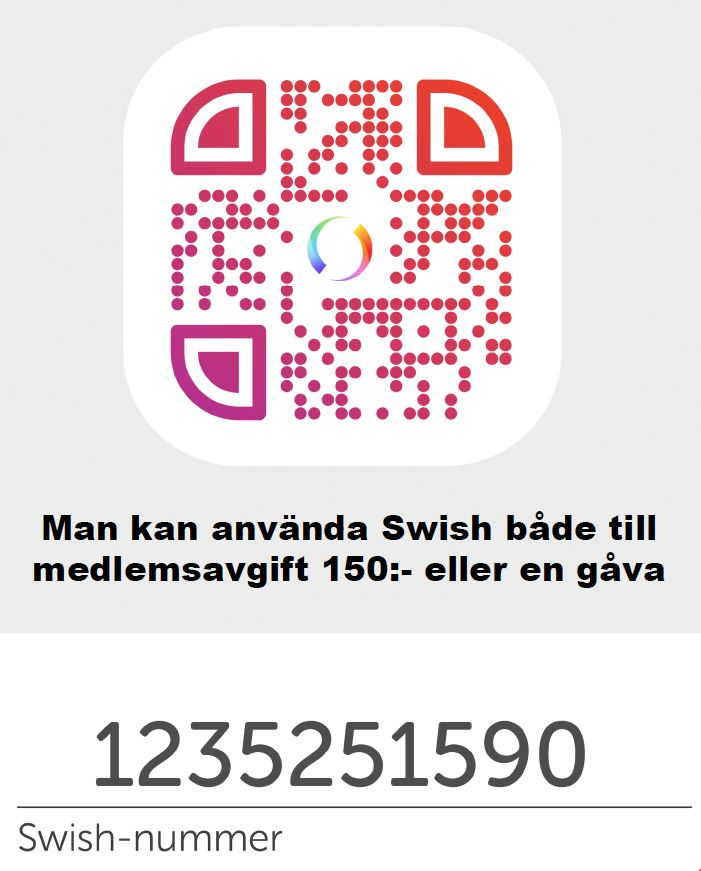 Man kan använda Swish både till
medlemsavgift 150:- eller en gåva
1235251590
Swish-nummer